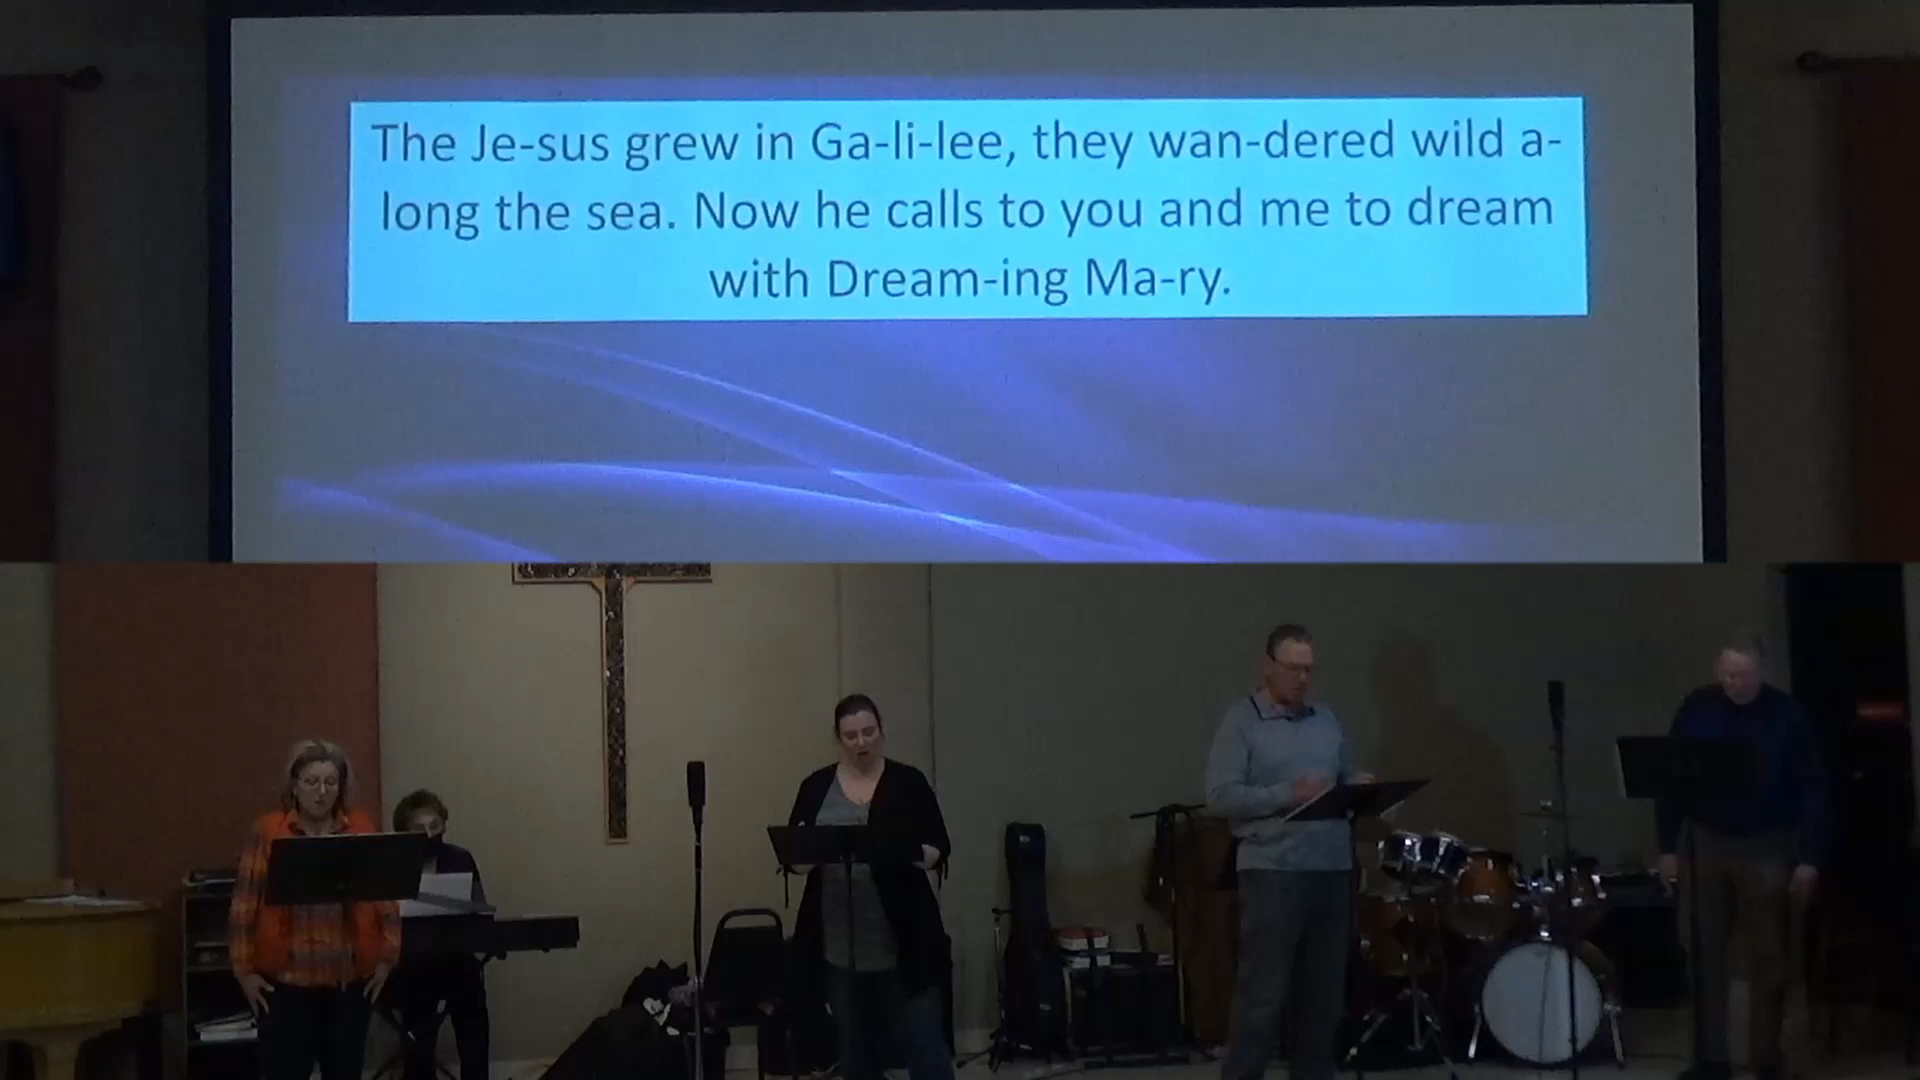 The Je-sus grew in Ga-li-lee, they wan-dered wild a-
long the sea. Now he calls to you and me to dream
with Dream-ing Ma-ry.